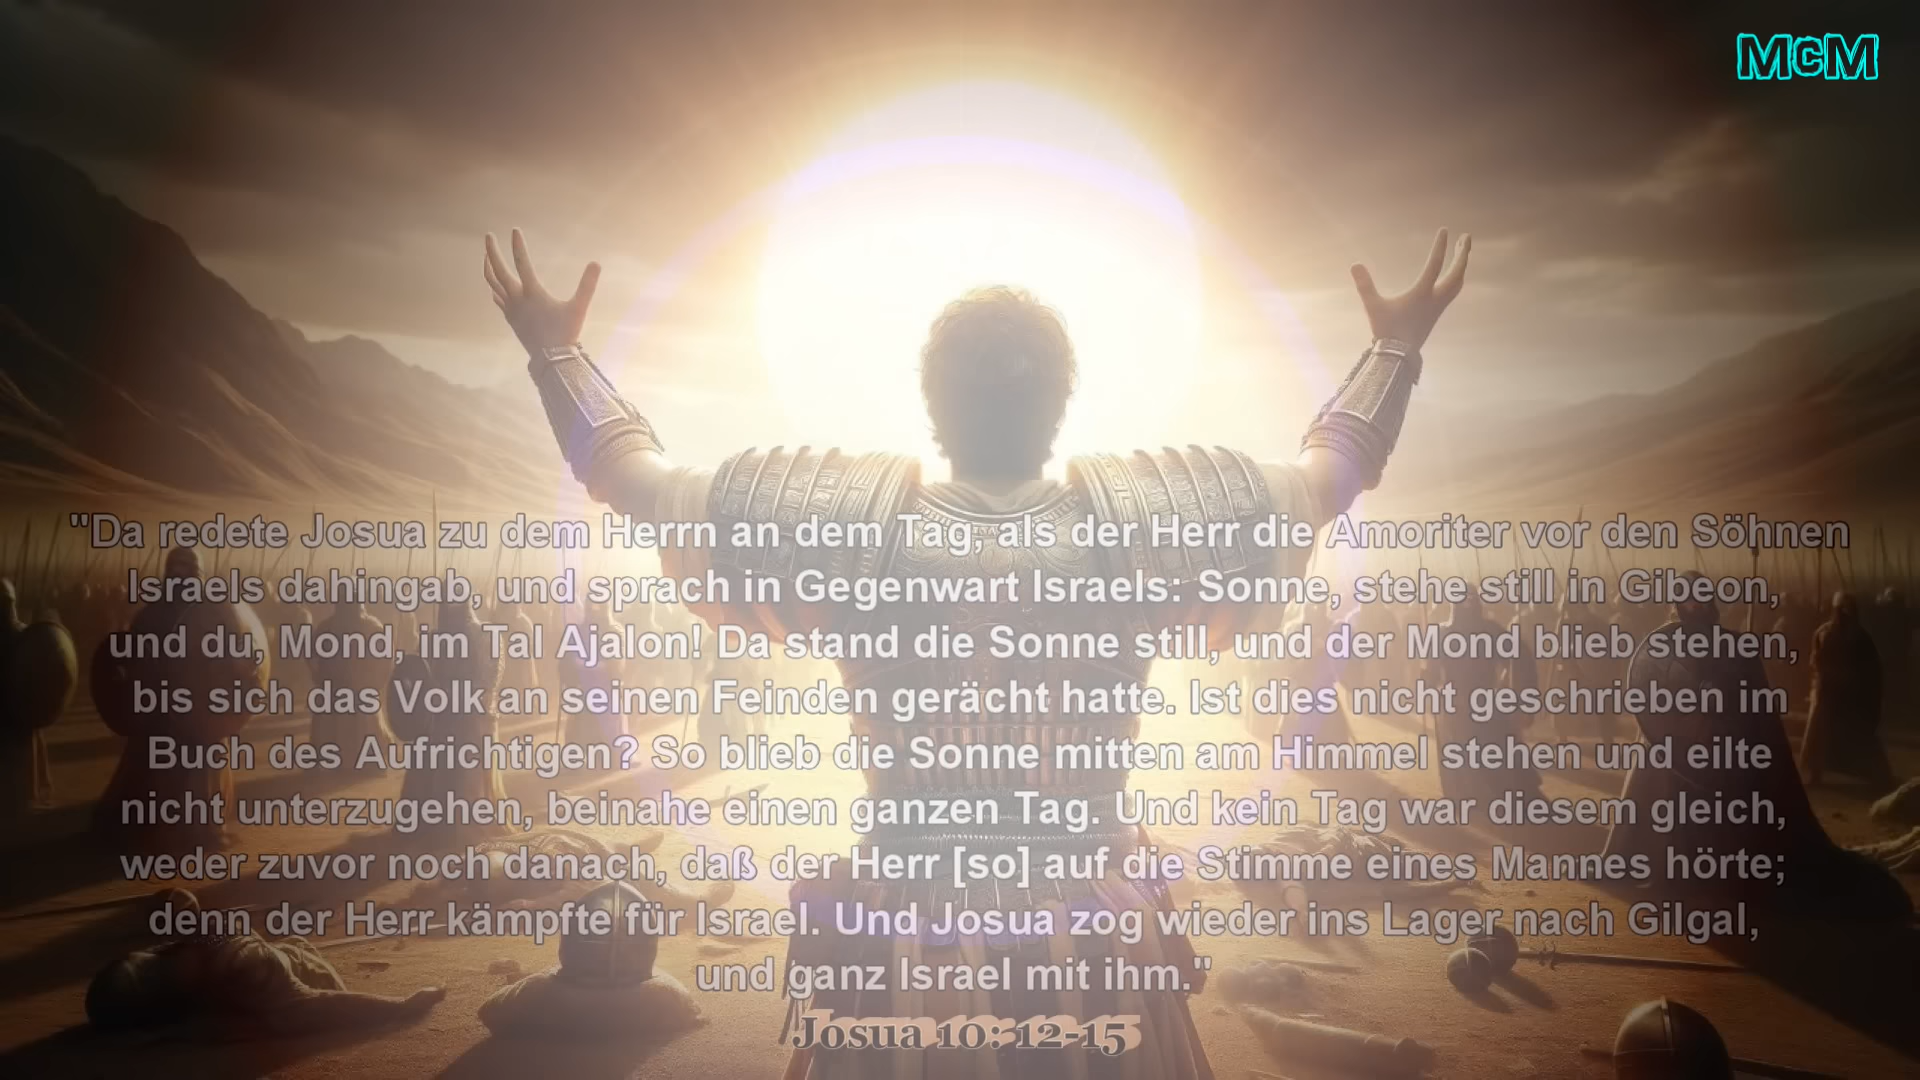 McM
"Da redete Josua zu dem Herrn an dem Tag, als der Herr die Amoriter vor den Söhnen
Israels dahingab, und sprach in Gegenwart Israels: Sonne, stehe still in Gibeon,
und du, Mond, im Tal Ajalon! Da stand die Sonne still, und der Mond blieb stehen,
bis sich das Volk an seinen Feinden gerächt hatte. Ist dies nicht geschrieben im
Buch des Aufrichtigen? So blieb die Sonne mitten am Himmel stehen und eilte
nicht unterzugehen, beinahe einen ganzen Tag. Und kein Tag war diesem gleich,
weder zuvor noch danach, daß der Herr [so] auf die Stimme eines Mannes hörte;
denn der Herr kämpfte für Israel. Und Josua zog wieder ins Lager nach Gilgal,
und ganz Israel mit ihm."
Josua 10: 12-15